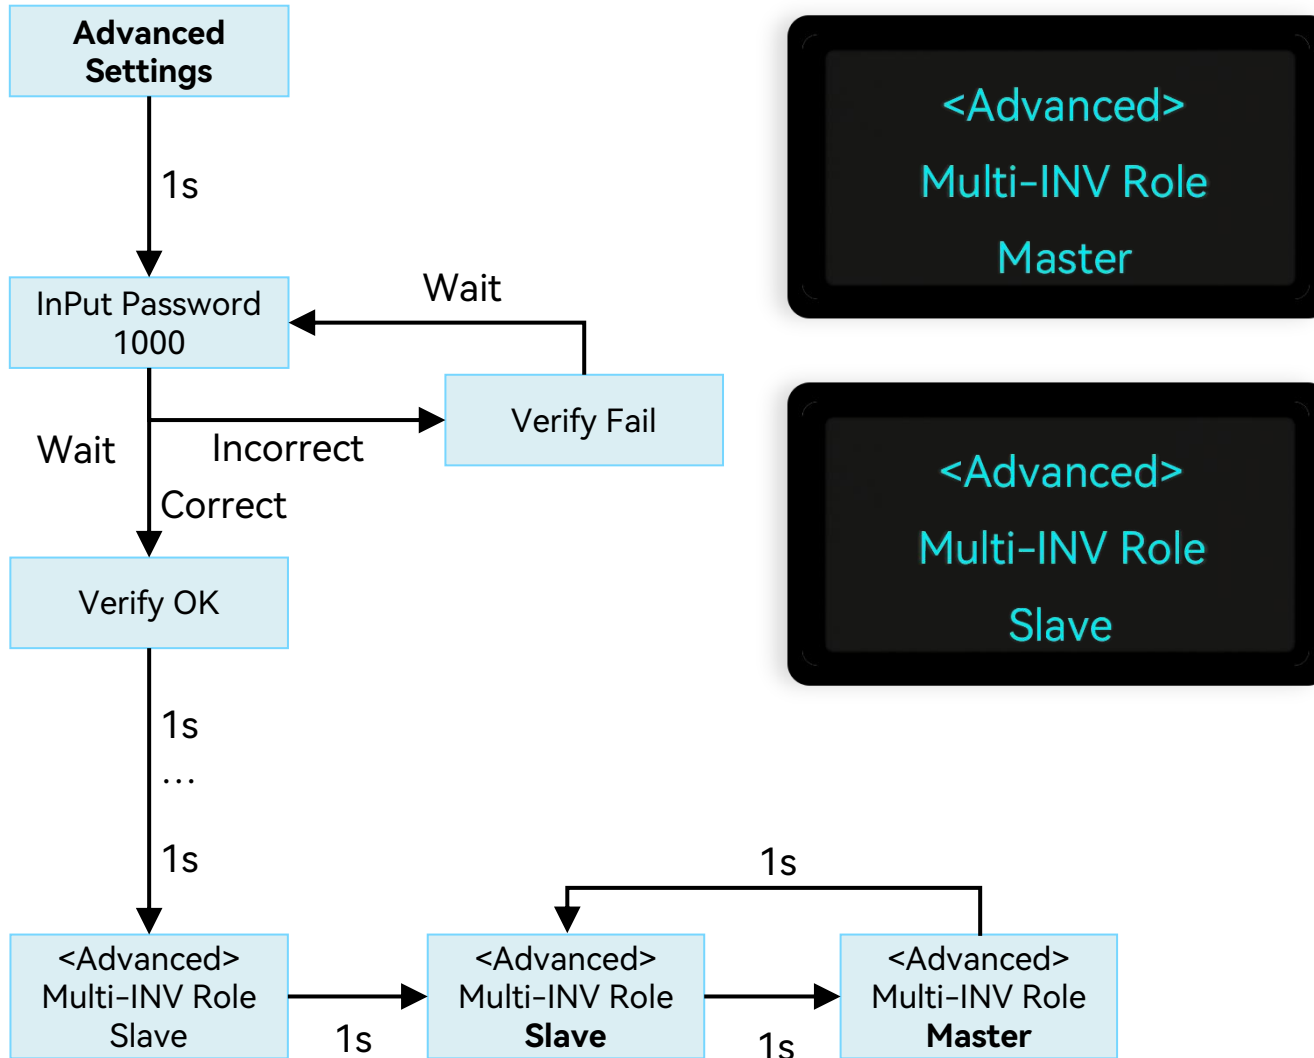 Advanced
Settings
1s
InPut Password
1000
Wait
Verify Fail
Wait
Incorrect
Correct
Verify OK
1s
...
1s
1s
<Advanced>
Multi-INV Role
Slave
1s
<Advanced>
Multi-INV Role
Slave
1s
<Advanced>
Multi-INV Role
Master
<Advanced>
Multi-INV Role
Master
<Advanced>
Multi-INV Role
Slave